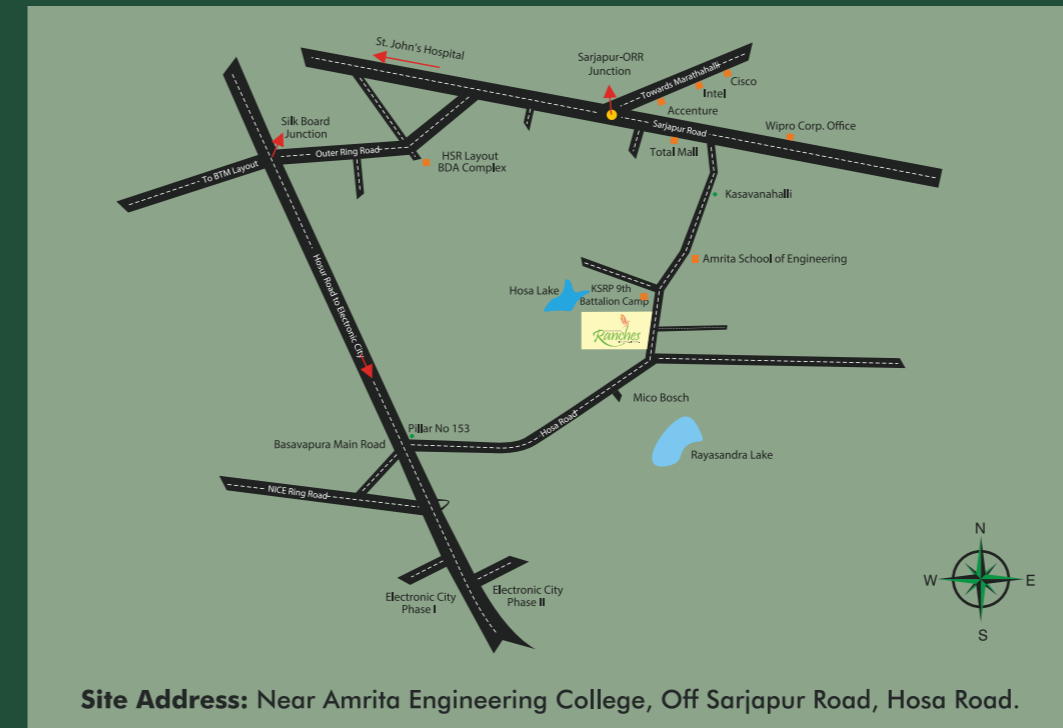 St. John's Hospital
Sarjapur-ORR
Junction
Towards Marathahalli
Cisco
Intel
Accenture
Sarjapur Road
Wipro Corp. Office
Total Mall
Silk Board
Junction
Outer Ring Road
To BTM Layout
HSR Layout
BDA Complex
Kasavanahalli
Hosur Road to Electronic City
Amrita School of Engineering
Hosa Lake
KSRP 9th
Battalion Camp
Ranches
Mico Bosch
Hosa Road
Pillar No 153
Basavapura Main Road
Rayasandra Lake
NICE Ring Road
Electronic City
Phase I
Electronic City
Phase II
N
W
E
S
Site Address: Near Amrita Engineering College, Off Sarjapur Road, Hosa Road.